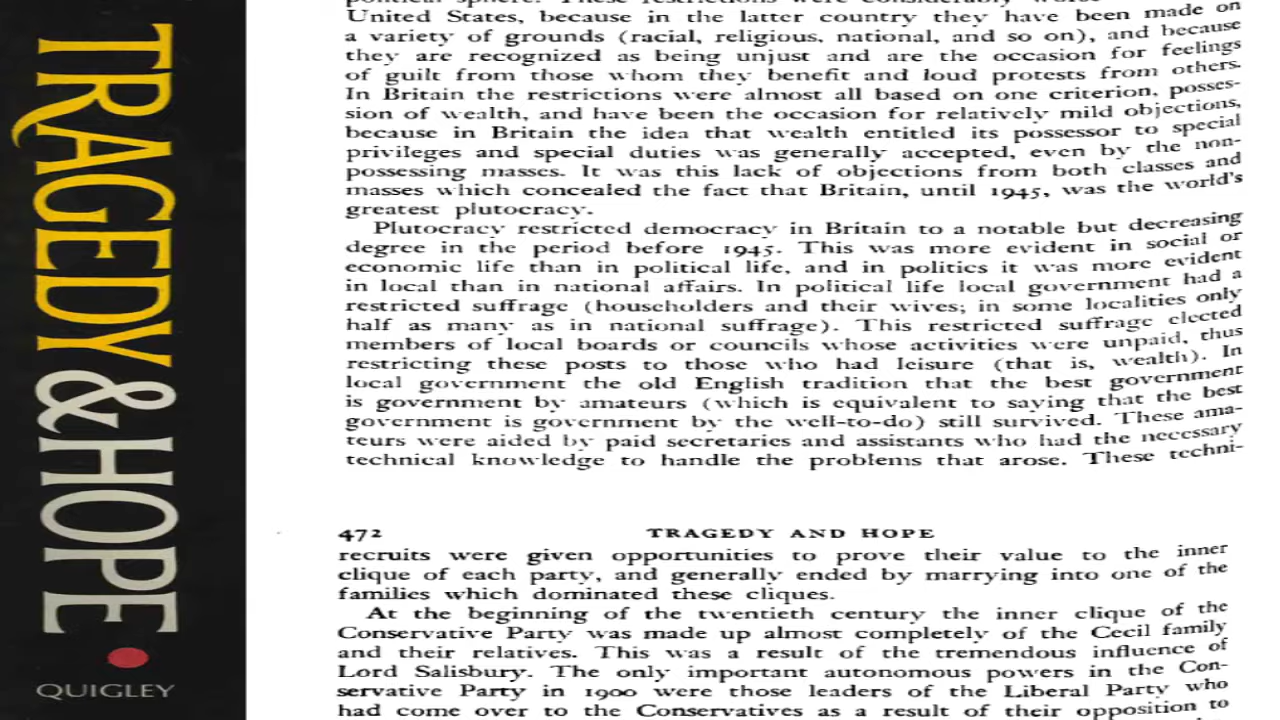 TRAGEDY & HOPE
QUIGLEY
United States, because in the latter country they have been made on
a variety of grounds (racial, religious, national, and so on), and because
they are recognized as being unjust and are the occasion for feelings
of guilt from those whom they benefit and loud protests from others.
In Britain the restrictions were almost all based on one criterion, posses-
sion of wealth, and have been the occasion for relatively mild objections,
because in Britain the idea that wealth entitled its possessor to special
privileges and special duties was generally accepted, even by the non-
possessing masses. It was this lack of objections from both classes and
masses which concealed the fact that Britain, until 1945, was the world's
greatest plutocracy.
Plutocracy restricted democracy in Britain to a notable but decreasing
degree in the period before 1945. This was more evident in social or
economic life than in political life, and in politics it was more evident
in local than in national affairs. In political life local government had a
restricted suffrage (householders and their wives; in some localities only
half as many as in national suffrage). This restricted suffrage elected
members of local boards or councils whose activities were unpaid, thus
restricting these posts to those who had leisure (that is, wealth). In
local government the old English tradition that the best government
is government by amateurs (which is equivalent to saying that the best
government is government by the well-to-do) still survived. These ama-
teurs were aided by paid secretaries and assistants who had the necessary
technical knowledge to handle the problems that arose. These techni-
472 TRAGEDY AND HOPE
recruits were given opportunities to prove their value to the inner
clique of each party, and generally ended by marrying into one of the
families which dominated these cliques.
At the beginning of the twentieth century the inner clique of the
Conservative Party was made up almost completely of the Cecil family
and their relatives. This was a result of the tremendous influence of
Lord Salisbury. The only important autonomous powers in the Con-
servative Party in 1900 were those leaders of the Liberal Party who
had come over to the Conservatives as a result of their opposition to